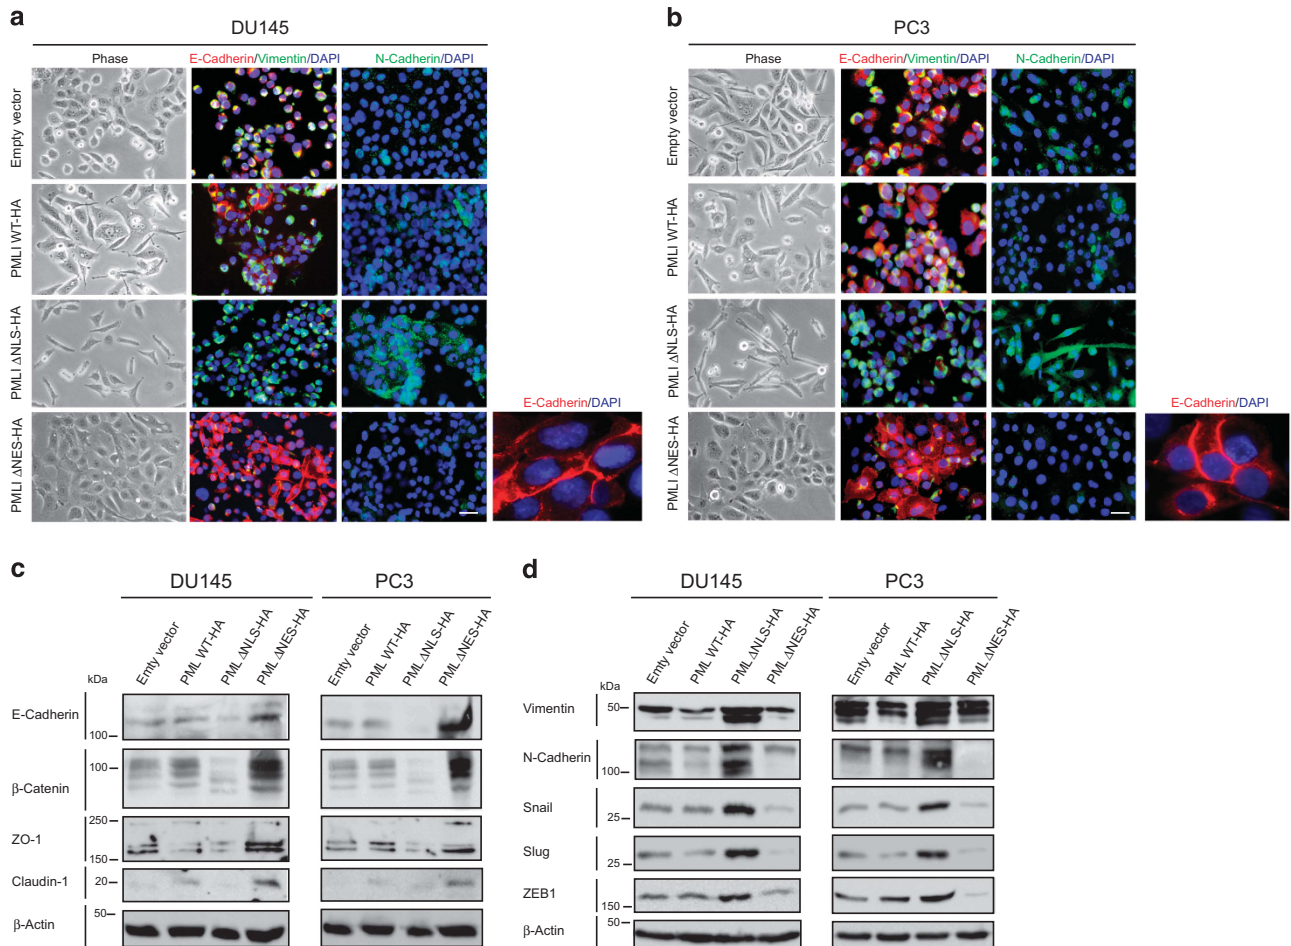 a
DU145
Phase
E-Cadherin/Vimentin/DAPI
N-Cadherin/DAPI
Empty vector
PMLI WT-HA
PMLI ΔNLS-HA
PMLI ΔNES-HA
E-Cadherin/DAPI
b
PC3
Phase
E-Cadherin/Vimentin/DAPI
N-Cadherin/DAPI
Empty vector
PMLI WT-HA
PMLI ΔNLS-HA
PMLI ΔNES-HA
E-Cadherin/DAPI
c
DU145
PC3
Emty vector
PML WT-HA
PML ΔNLS-HA
PML ΔNES-HA
Emty vector
PML WT-HA
PML ΔNLS-HA
PML ΔNES-HA
kDa
E-Cadherin
100
100
β-Catenin
250
ZO-1
150
Claudin-1
20
50
β-Actin
d
DU145
PC3
Emty vector
PML WT-HA
PML ΔNLS-HA
PML ΔNES-HA
Emty vector
PML WT-HA
PML ΔNLS-HA
PML ΔNES-HA
kDa
Vimentin
50
N-Cadherin
100
Snail
25
Slug
25
ZEB1
150
50
β-Actin